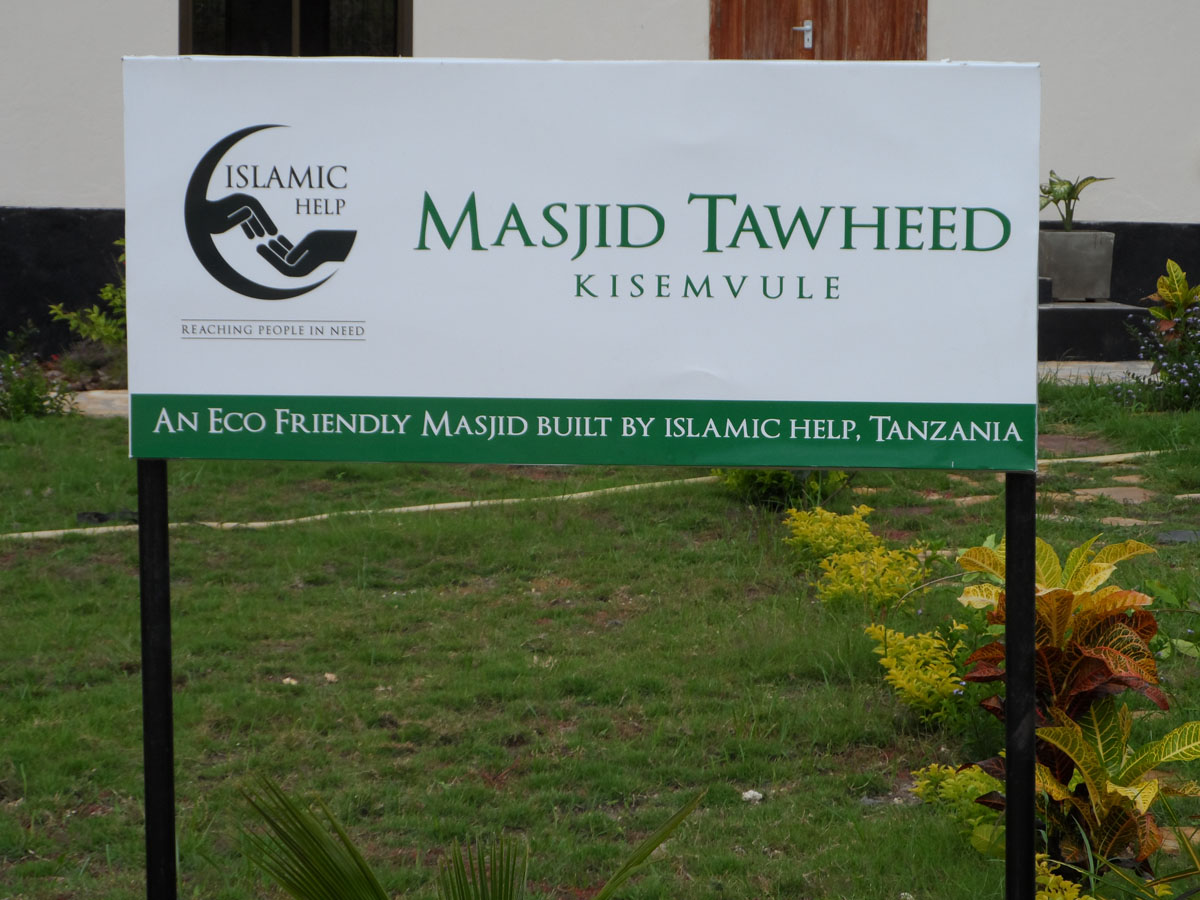 ISLAMIC
HELP
REACHING PEOPLE IN NEED
MASJID TAWHEED
KISEMVULE
AN ECO FRIENDLY MASJID BUILT BY ISLAMIC HELP, TANZANIA